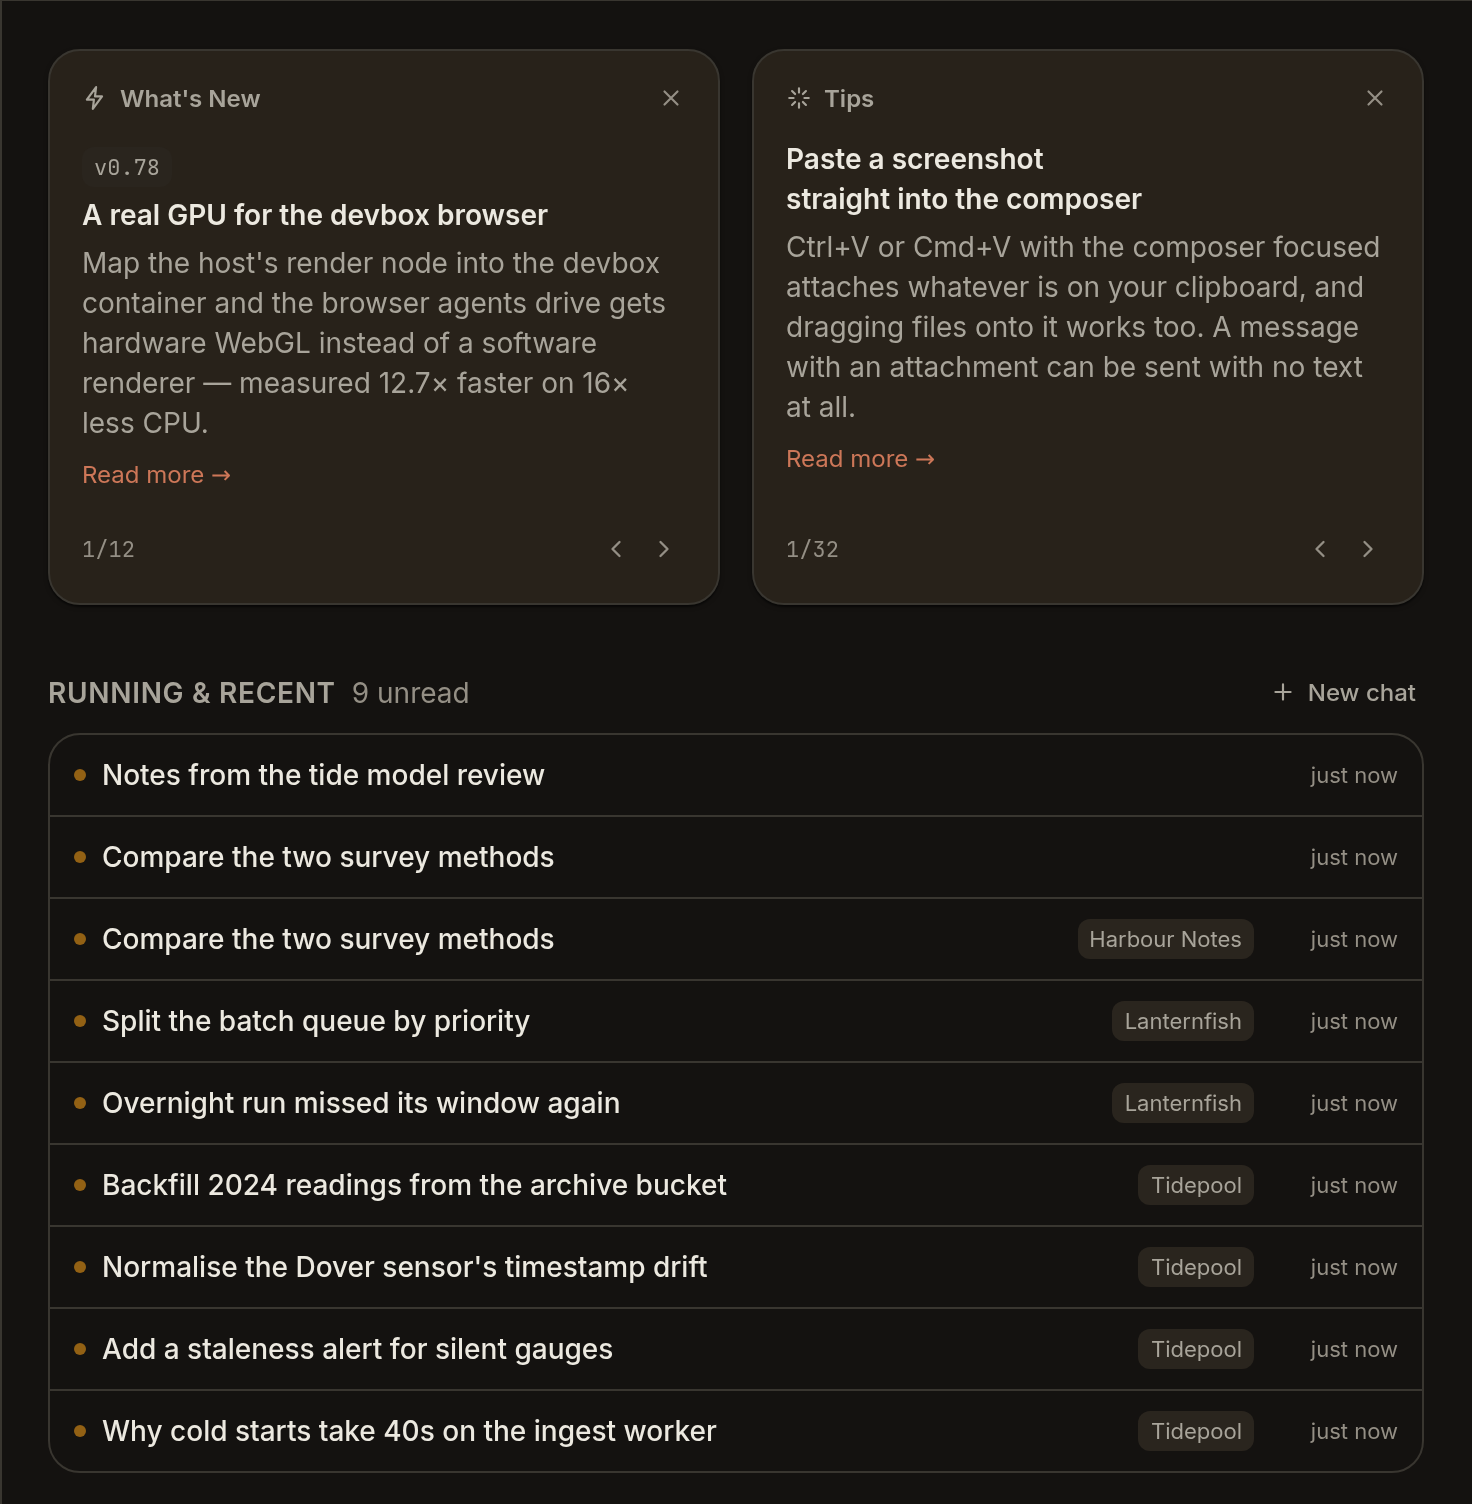 What's New
v0.78
A real GPU for the devbox browser
Map the host's render node into the devbox
container and the browser agents drive gets
hardware WebGL instead of a software
renderer — measured 12.7× faster on 16×
less CPU.
Read more →
1/12
Tips
Paste a screenshot
straight into the composer
Ctrl+V or Cmd+V with the composer focused
attaches whatever is on your clipboard, and
dragging files onto it works too. A message
with an attachment can be sent with no text
at all.
Read more →
1/32
RUNNING & RECENT 9 unread
+ New chat
Notes from the tide model review just now
Compare the two survey methods just now
Compare the two survey methods Harbour Notes just now
Split the batch queue by priority Lanternfish just now
Overnight run missed its window again Lanternfish just now
Backfill 2024 readings from the archive bucket Tidepool just now
Normalise the Dover sensor's timestamp drift Tidepool just now
Add a staleness alert for silent gauges Tidepool just now
Why cold starts take 40s on the ingest worker Tidepool just now